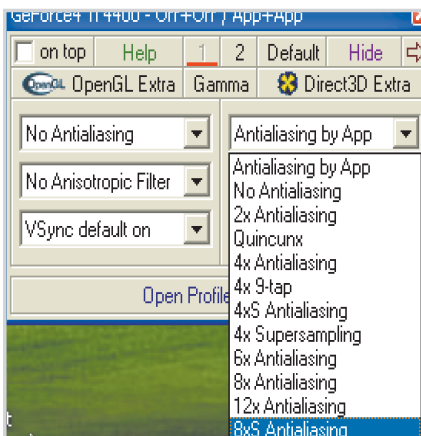 GeForce4 Ti 4400 - Off+Off / App+App
on top Help 1 2 Default Hide
OpenGL OpenGL Extra Gamma Direct3D Extra
No Antialiasing Antialiasing by App
Antialiasing by App
No Anisotropic Filter No Antialiasing
2x Antialiasing
VSync default on Quincunx
4x Antialiasing
4x 9-tap
Open Profile 4xS Antialiasing
4x Supersampling
6x Antialiasing
8x Antialiasing
12x Antialiasing
8xS Antialiasing